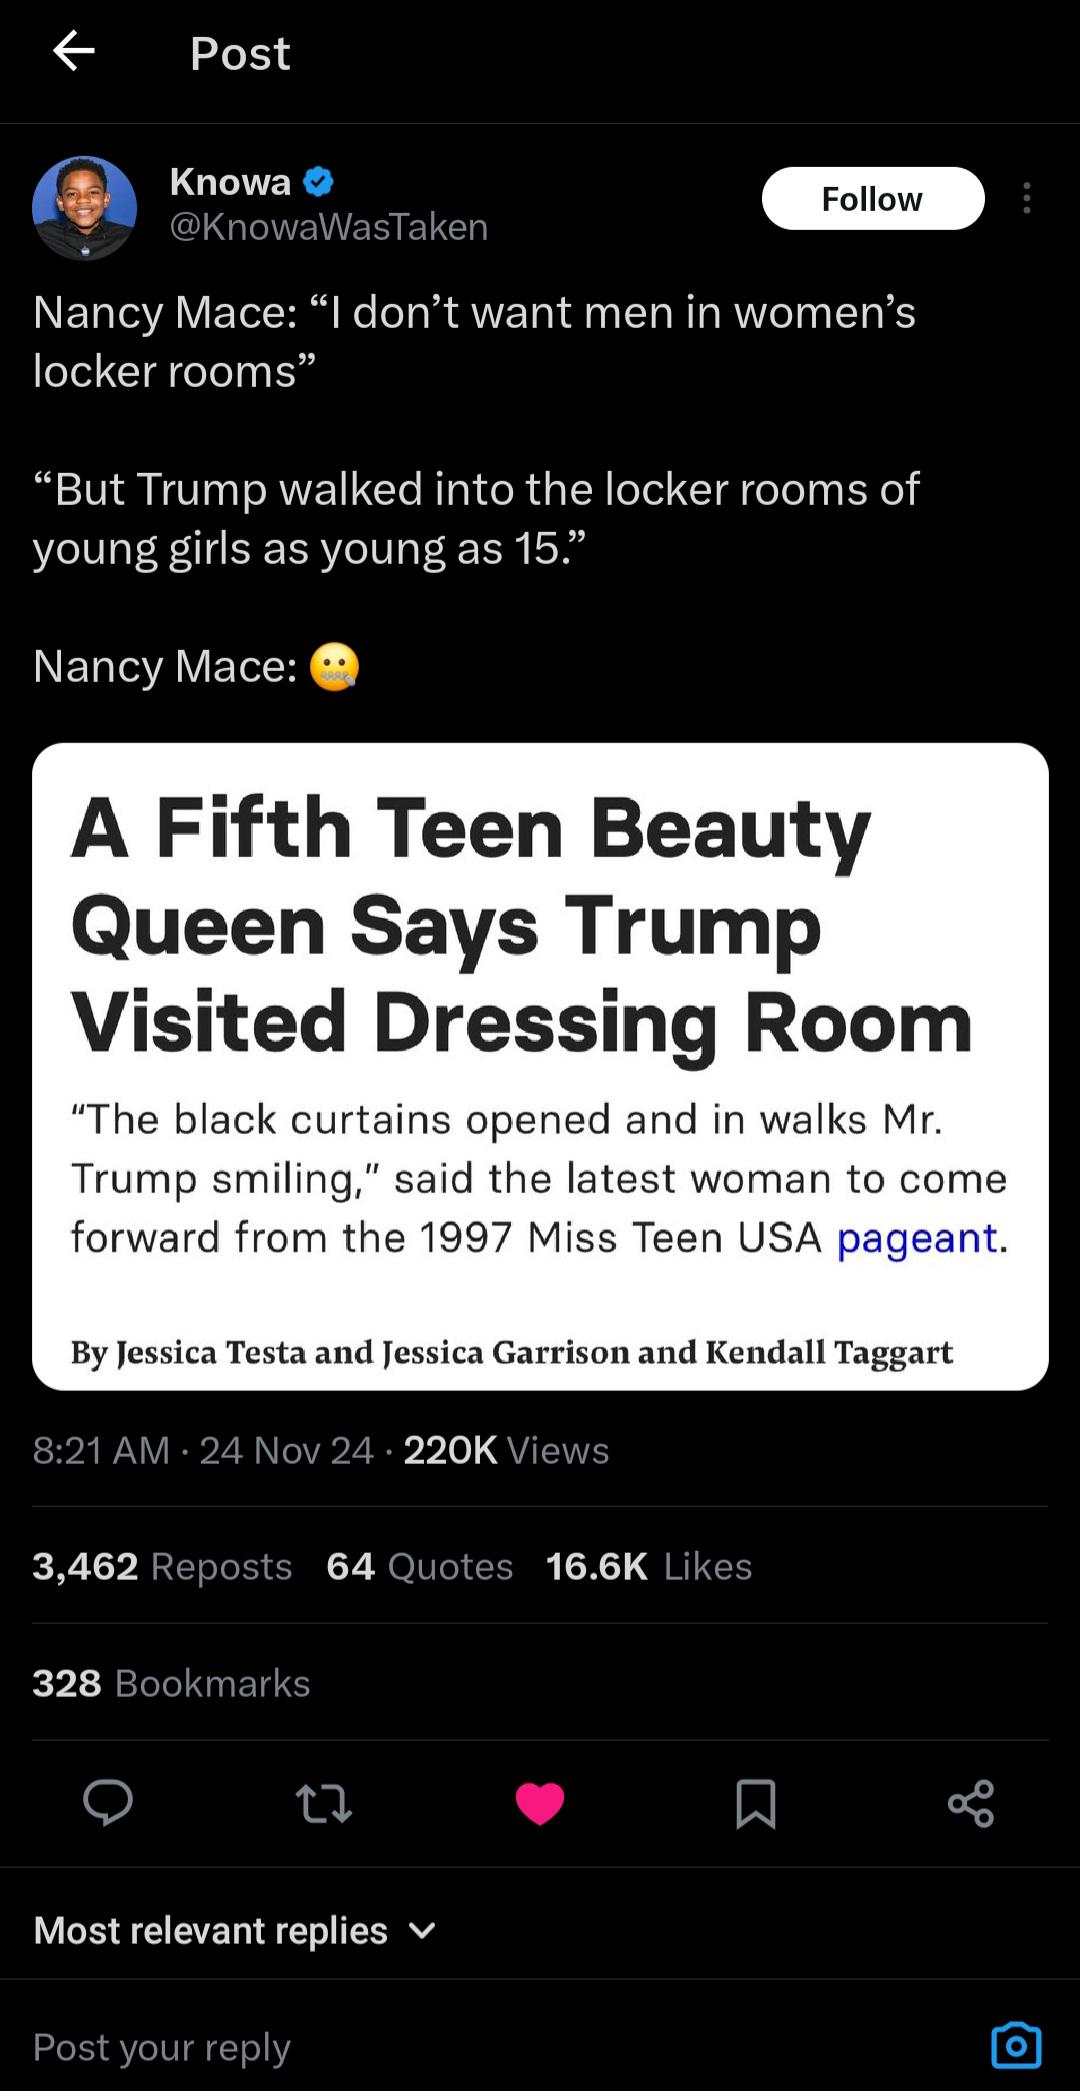 Post
Knowa
@KnowaWasTaken
Follow
Nancy Mace: “I don’t want men in women’s
locker rooms”
“But Trump walked into the locker rooms of
young girls as young as 15.”
Nancy Mace: 🤐
A Fifth Teen Beauty
Queen Says Trump
Visited Dressing Room
“The black curtains opened and in walks Mr.
Trump smiling,” said the latest woman to come
forward from the 1997 Miss Teen USA pageant.
By Jessica Testa and Jessica Garrison and Kendall Taggart
8:21 AM · 24 Nov 24 · 220K Views
3,462 Reposts 64 Quotes 16.6K Likes
328 Bookmarks
Most relevant replies
Post your reply